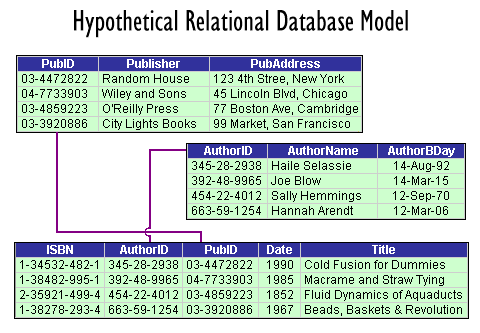 Hypothetical Relational Database Model
PubID Publisher PubAddress
03-4472822 Random House 123 4th Stree, New York
04-7733903 Wiley and Sons 45 Lincoln Blvd, Chicago
03-4859223 O'Reilly Press 77 Boston Ave, Cambridge
03-3920886 City Lights Books 99 Market, San Francisco
AuthorID AuthorName AuthorBDay
345-28-2938 Haile Selassie 14-Aug-92
392-48-9965 Joe Blow 14-Mar-15
454-22-4012 Sally Hemmings 12-Sep-70
663-59-1254 Hannah Arendt 12-Mar-06
ISBN AuthorID PubID Date Title
1-34532-482-1 345-28-2938 03-4472822 1990 Cold Fusion for Dummies
1-38482-995-1 392-48-9965 04-7733903 1985 Macrame and Straw Tying
2-35921-499-4 454-22-4012 03-4859223 1852 Fluid Dynamics of Aquaducts
1-38278-293-4 663-59-1254 03-3920886 1967 Beads, Baskets & Revolution